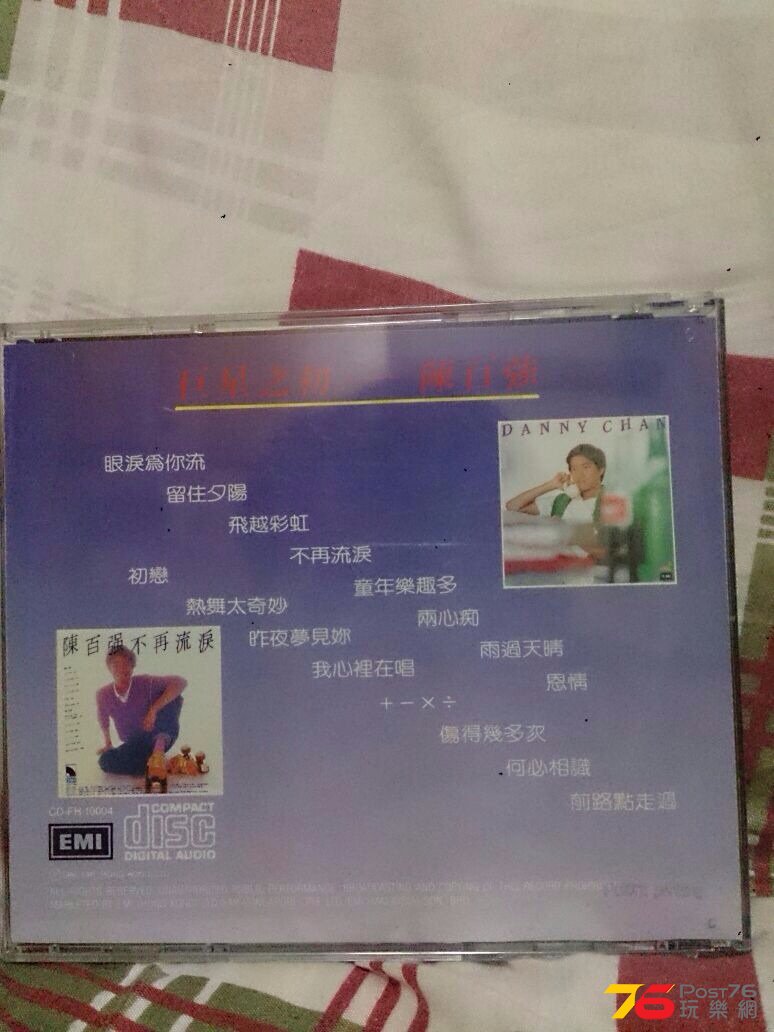 巨星之初 陳百強
DANNY CHAN
眼淚為你流
留住夕陽
飛越彩虹
不再流淚
童年樂趣多
兩心痴
雨過天晴
恩情
初戀
熱舞太奇妙
昨夜夢見妳
我心裡在唱
+ − × ÷
傷得幾多次
何必相識
前路點走過
陳百强不再流淚
CD-FH-10004
EMI
COMPACT
disc
DIGITAL AUDIO
76 Post76
玩樂網